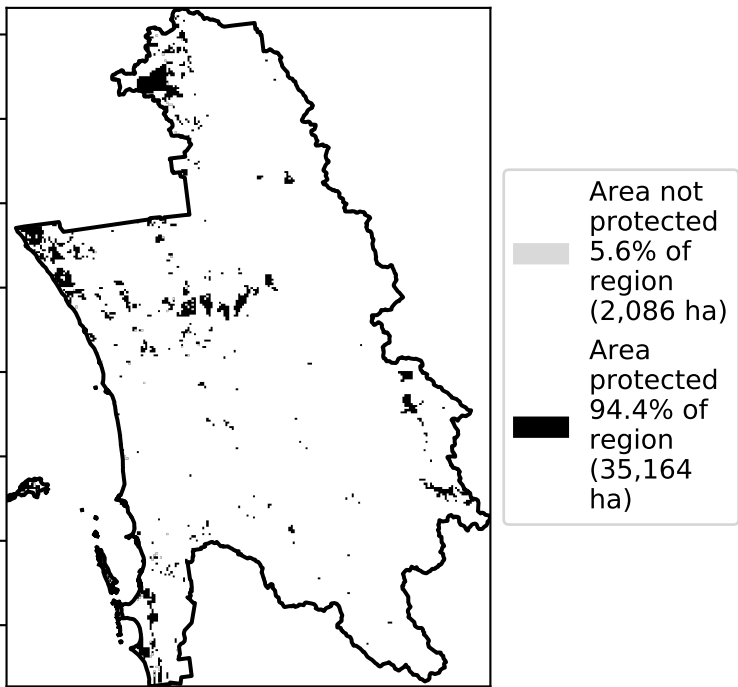 Area not
protected
5.6% of
region
(2,086 ha)
Area
protected
94.4% of
region
(35,164
ha)